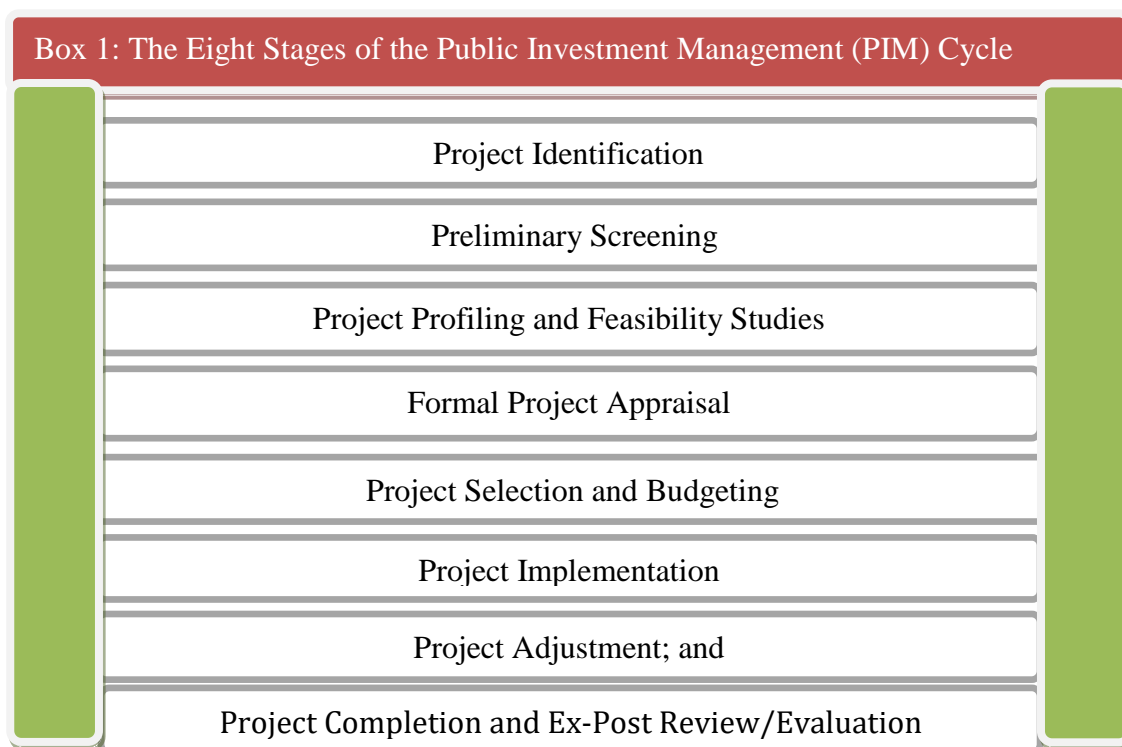 Box 1: The Eight Stages of the Public Investment Management (PIM) Cycle
Project Identification
Preliminary Screening
Project Profiling and Feasibility Studies
Formal Project Appraisal
Project Selection and Budgeting
Project Implementation
Project Adjustment; and
Project Completion and Ex-Post Review/Evaluation